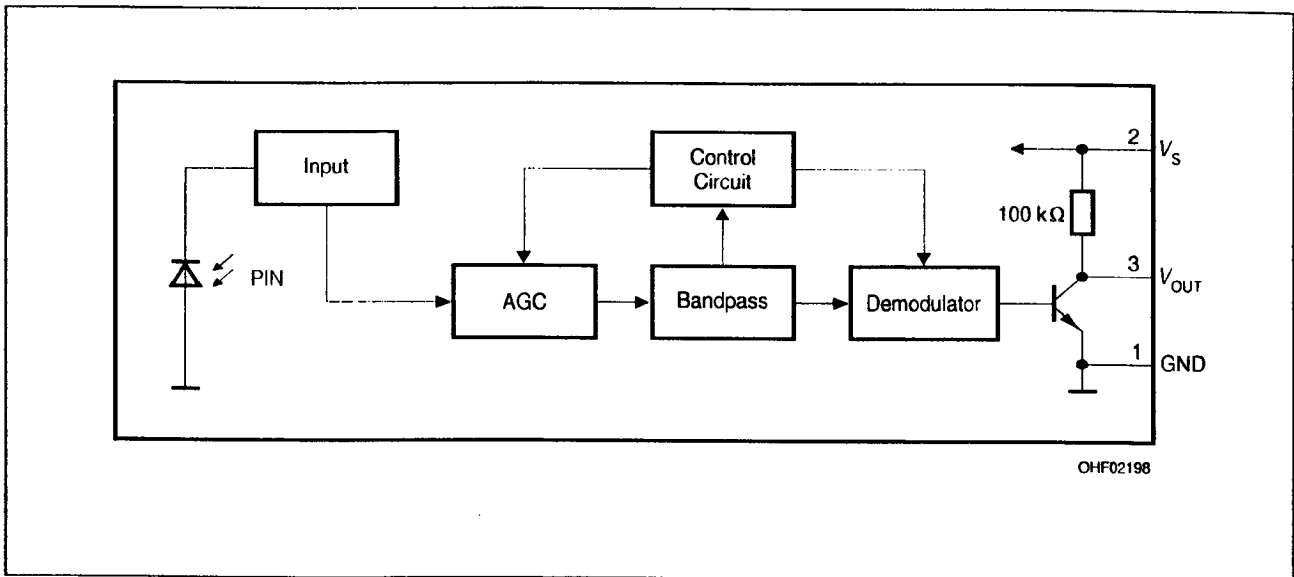 Input
Control
Circuit
2
V_S
100 kΩ
PIN
AGC
Bandpass
Demodulator
3
V_OUT
1
GND
OHF02198